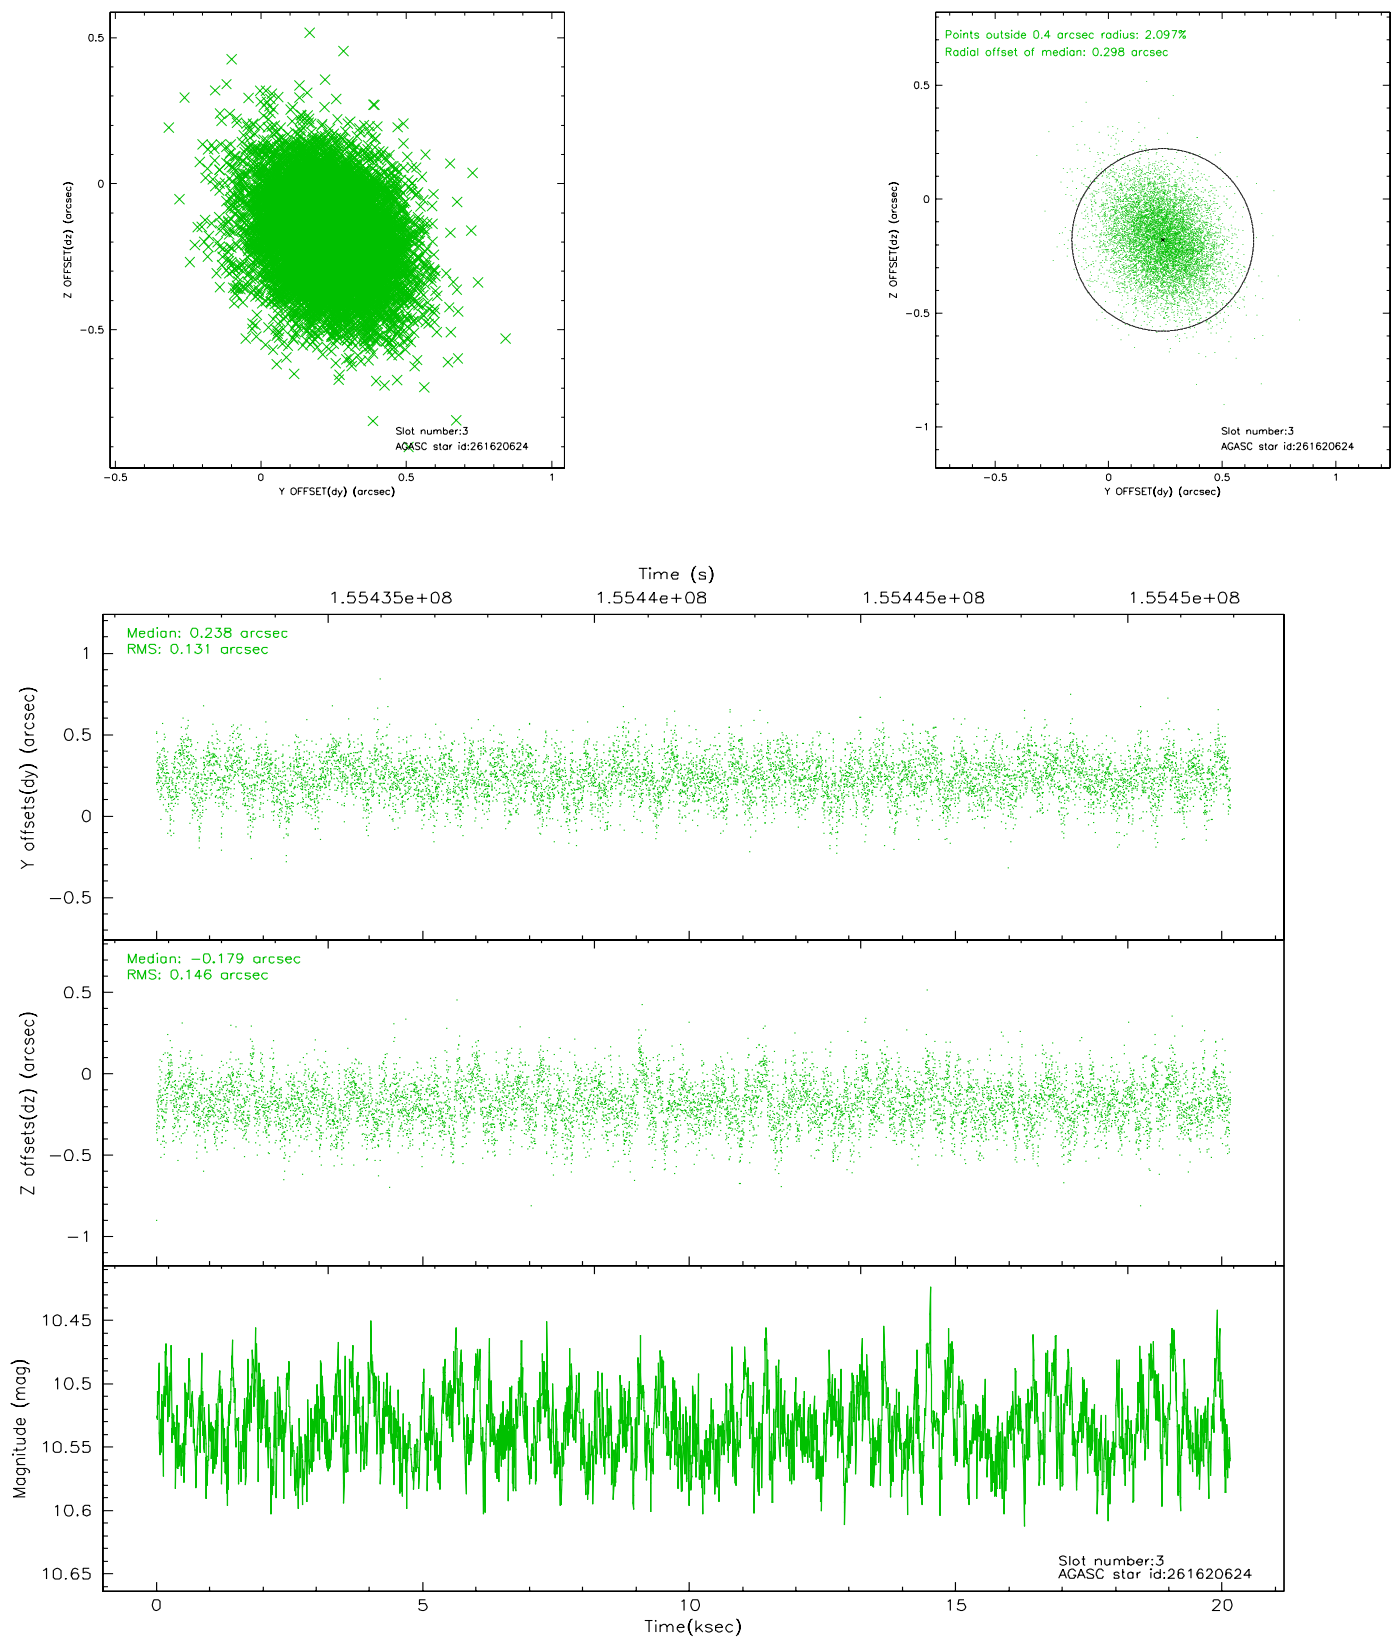 0.5
0
−0.5
Z OFFSET(dz) (arcsec)
Slot number:3
AGASC star id:261620624
−0.5
0
0.5
1
Y OFFSET(dy) (arcsec)
Points outside 0.4 arcsec radius: 2.097%
Radial offset of median: 0.298 arcsec
0.5
0
−0.5
−1
Z OFFSET(dz) (arcsec)
Slot number:3
AGASC star id:261620624
−0.5
0
0.5
1
Y OFFSET(dy) (arcsec)
Time (s)
1.55435e+08
1.5544e+08
1.55445e+08
1.5545e+08
Median: 0.238 arcsec
RMS: 0.131 arcsec
1
0.5
0
−0.5
Y offsets(dy) (arcsec)
Median: −0.179 arcsec
RMS: 0.146 arcsec
0.5
0
−0.5
−1
Z offsets(dz) (arcsec)
10.45
10.5
10.55
10.6
10.65
Magnitude (mag)
Slot number:3
AGASC star id:261620624
0
5
10
15
20
Time(ksec)